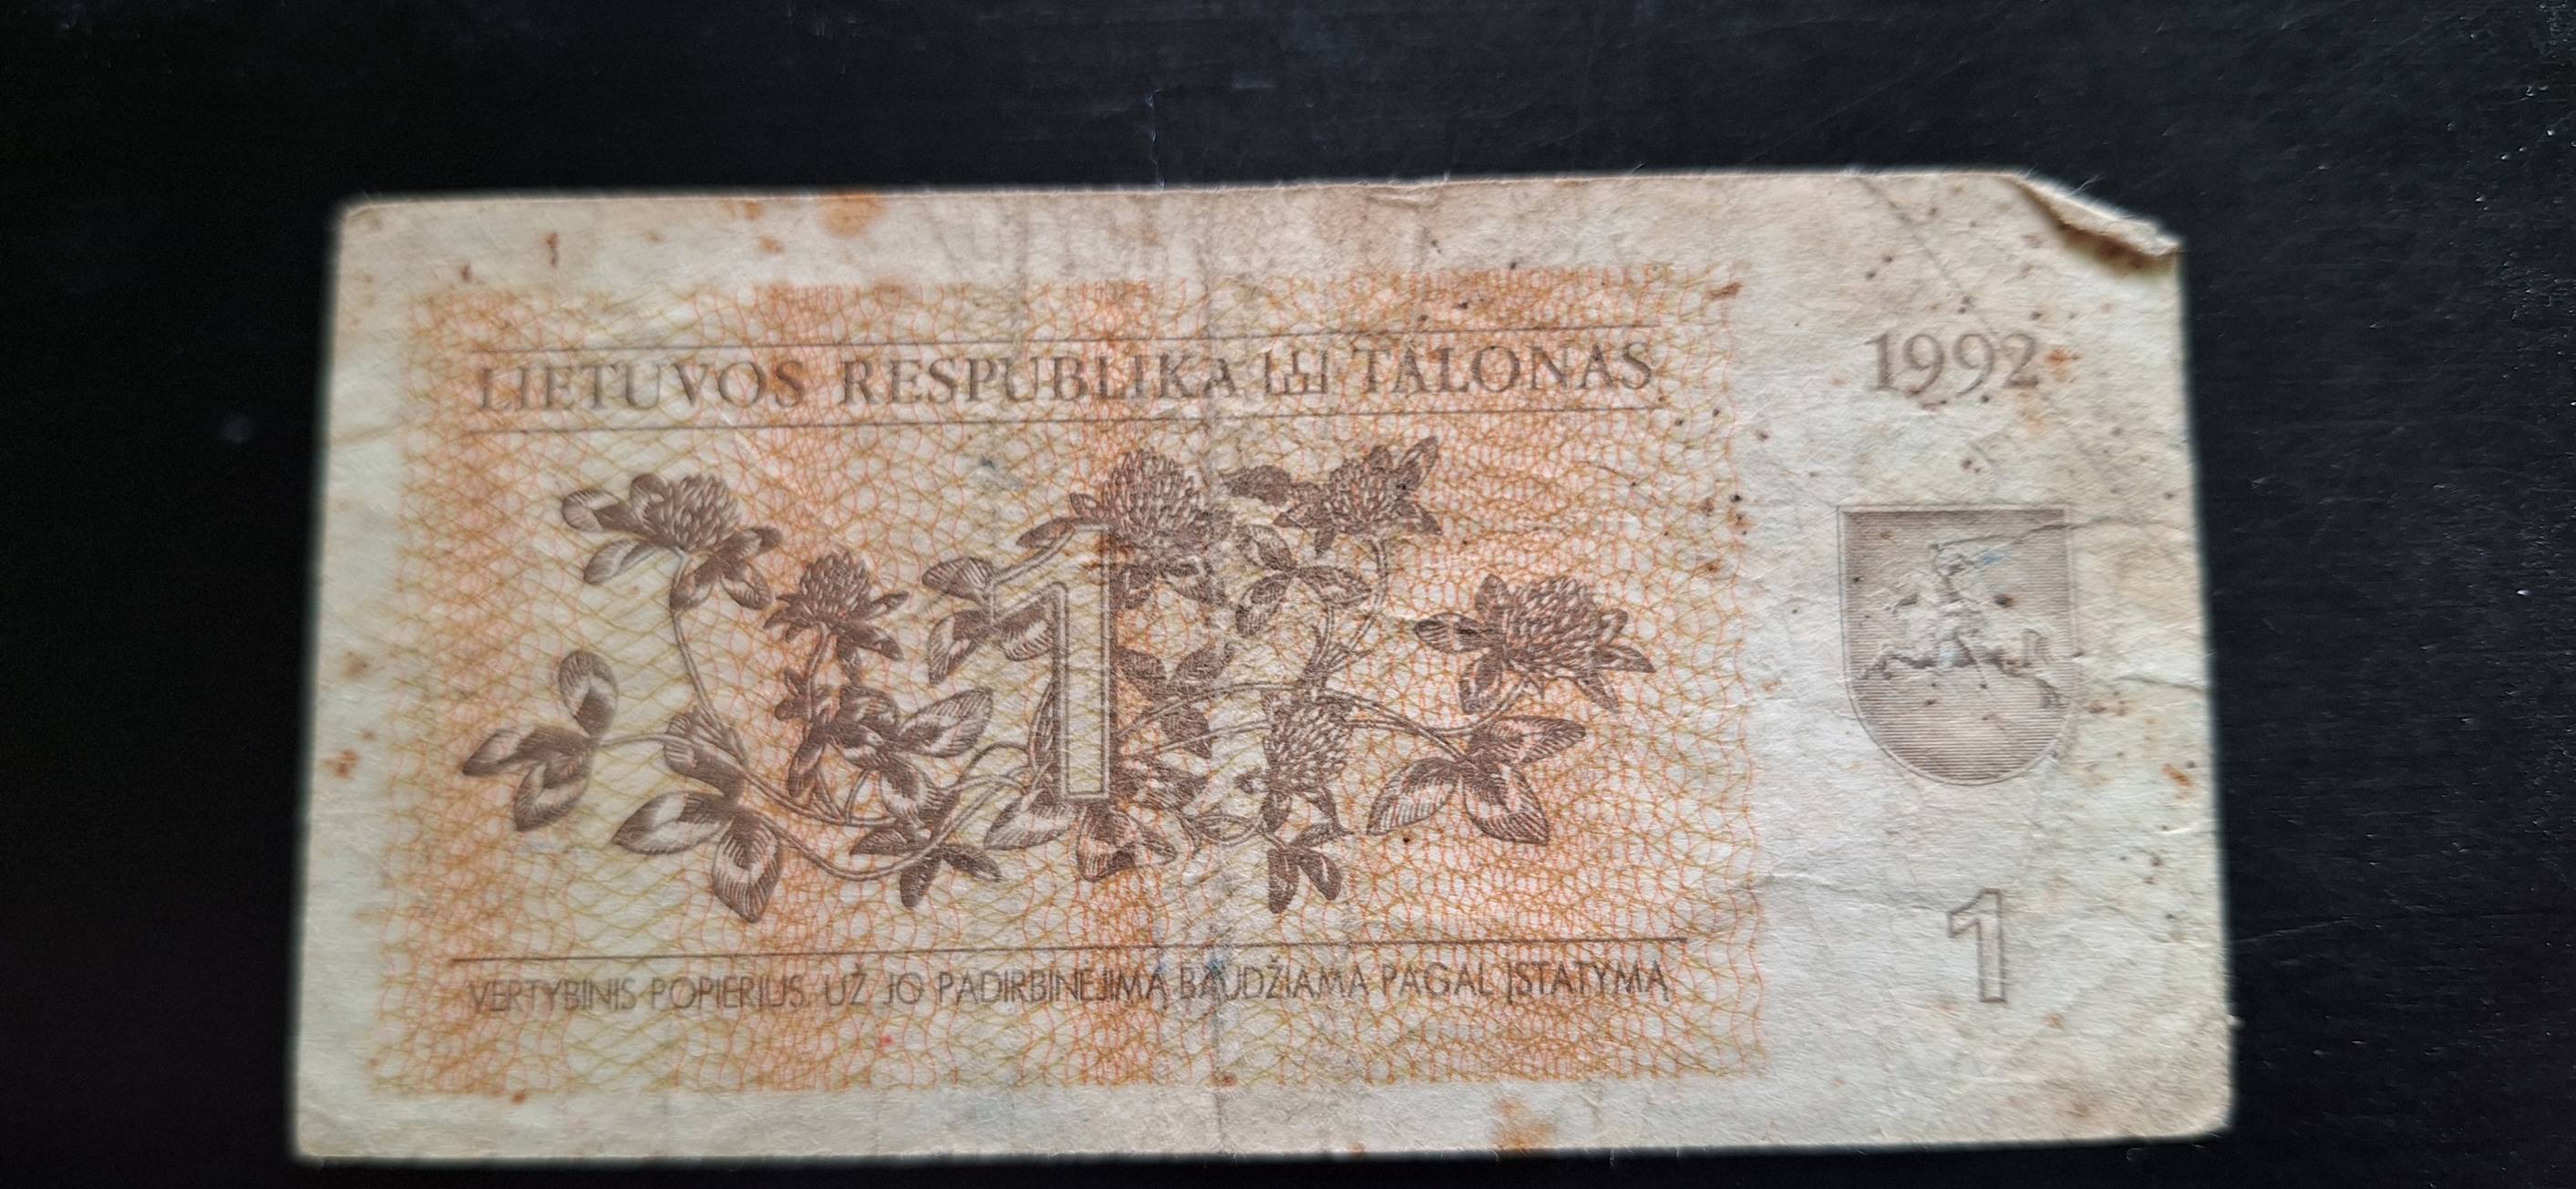 LIETUVOS RESPUBLIKA TALONAS
1992
1
VERTYBINIS POPIERIUS. UŽ JO PADIRBINĖJIMĄ BAUDŽIAMA PAGAL ĮSTATYMĄ
1